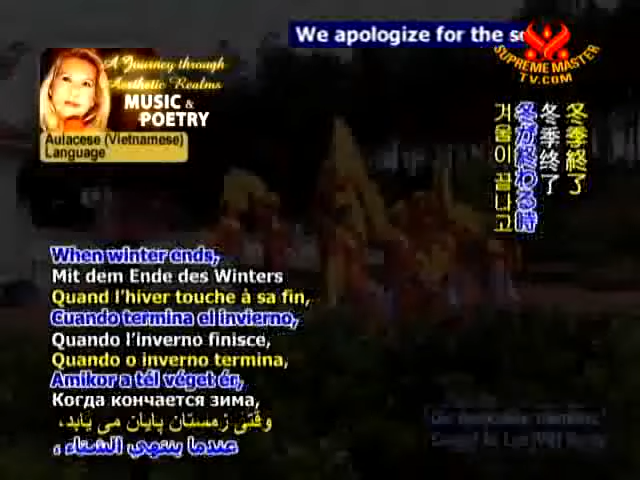 We apologize for the
SUPREME MASTER
TV.COM
A Journey through
Aesthetic Realms
MUSIC &
POETRY
Aulacese (Vietnamese)
Language
冬季終了
冬季终了
冬が終わる時
겨울이 끝나고
When winter ends,
Mit dem Ende des Winters
Quand l'hiver touche à sa fin,
Cuando termina el invierno,
Quando l'inverno finisce,
Quando o inverno termina,
Amikor a tél véget ér,
Когда кончается зима,
وقتی زمستان پایان می یابد،
عندما ينتهي الشتاء ،